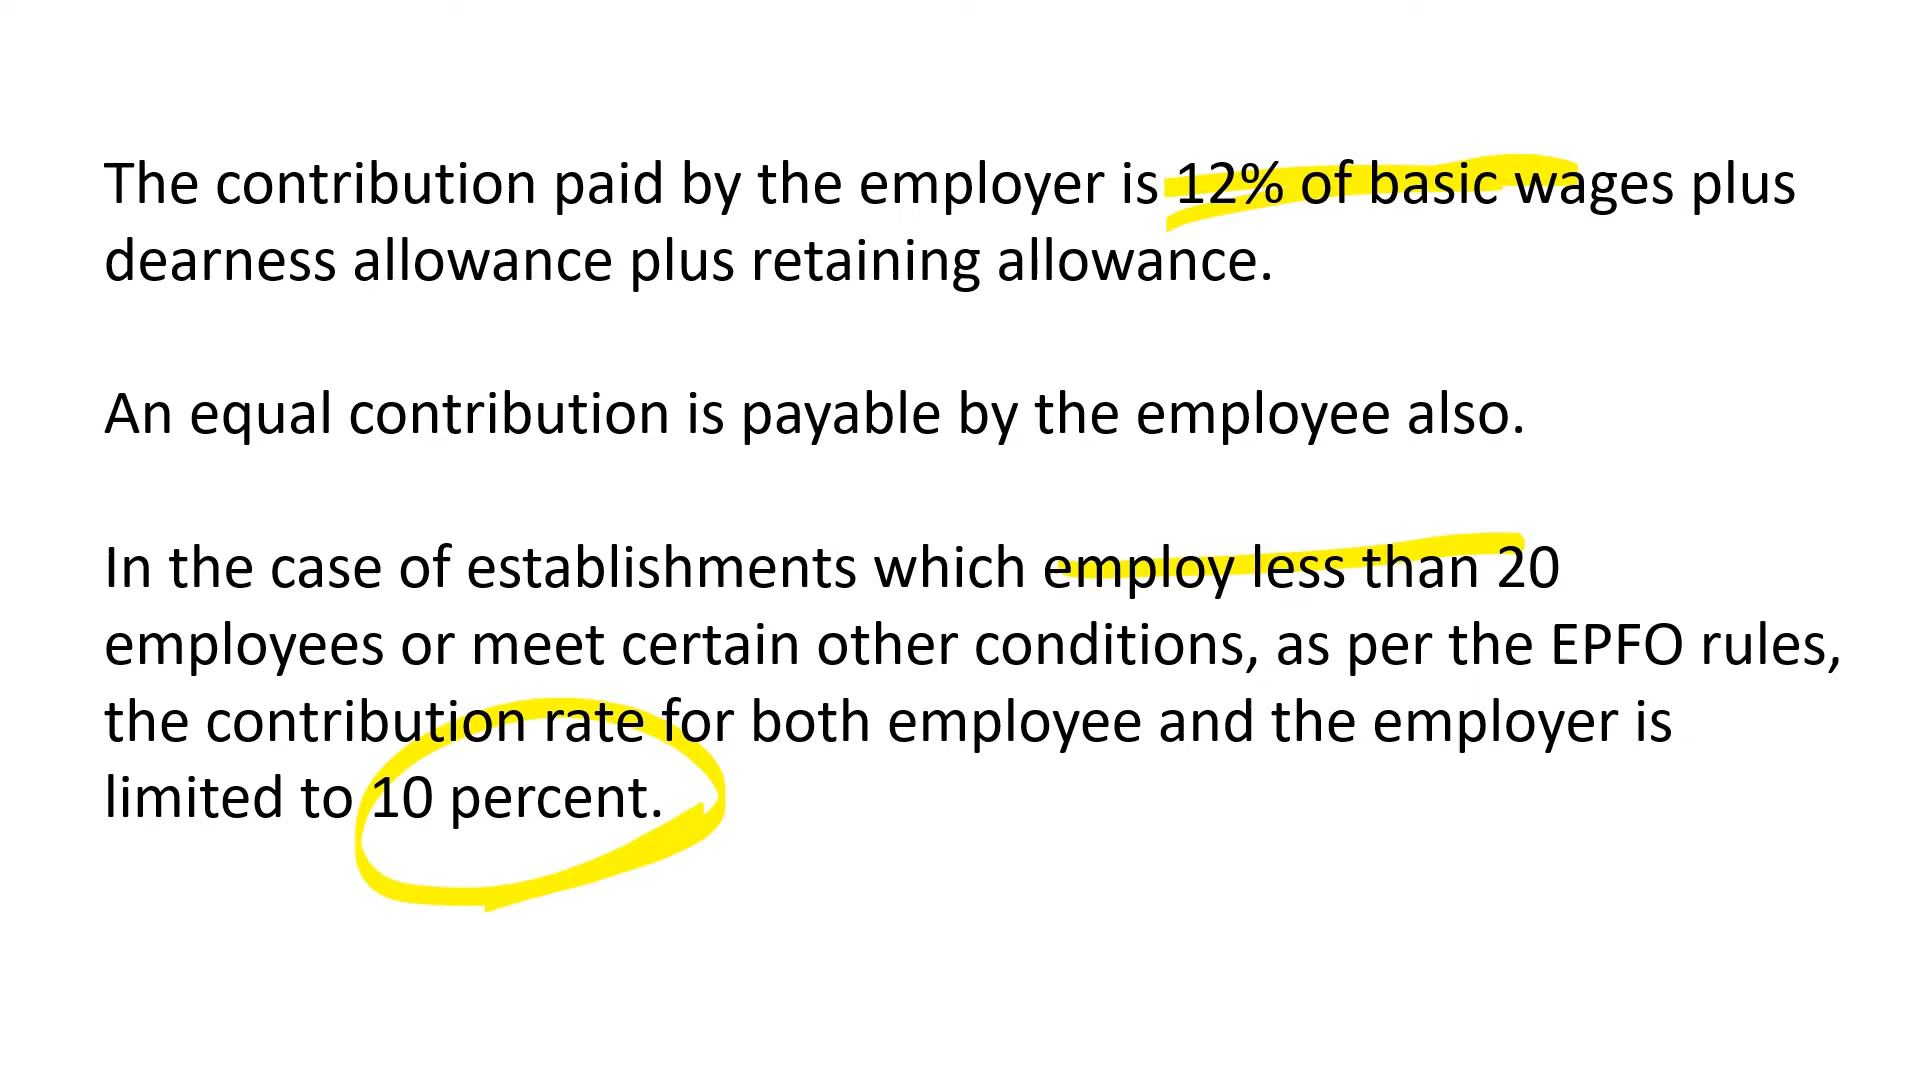 The contribution paid by the employer is 12% of basic wages plus
dearness allowance plus retaining allowance.
An equal contribution is payable by the employee also.
In the case of establishments which employ less than 20
employees or meet certain other conditions, as per the EPFO rules,
the contribution rate for both employee and the employer is
limited to 10 percent.